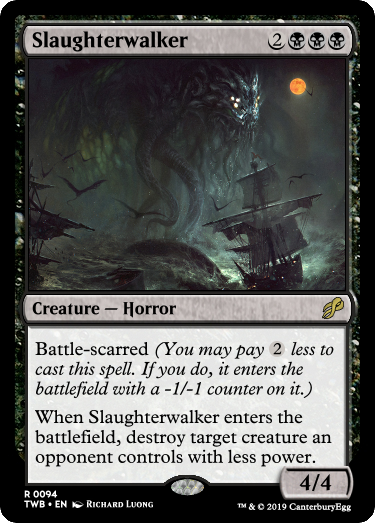 Slaughterwalker 2
Creature — Horror
Battle-scarred (You may pay 2 less to
cast this spell. If you do, it enters the
battlefield with a -1/-1 counter on it.)
When Slaughterwalker enters the
battlefield, destroy target creature an
opponent controls with less power.
4/4
R 0094
TWB • EN Richard Luong
™ & © 2019 CanterburyEgg